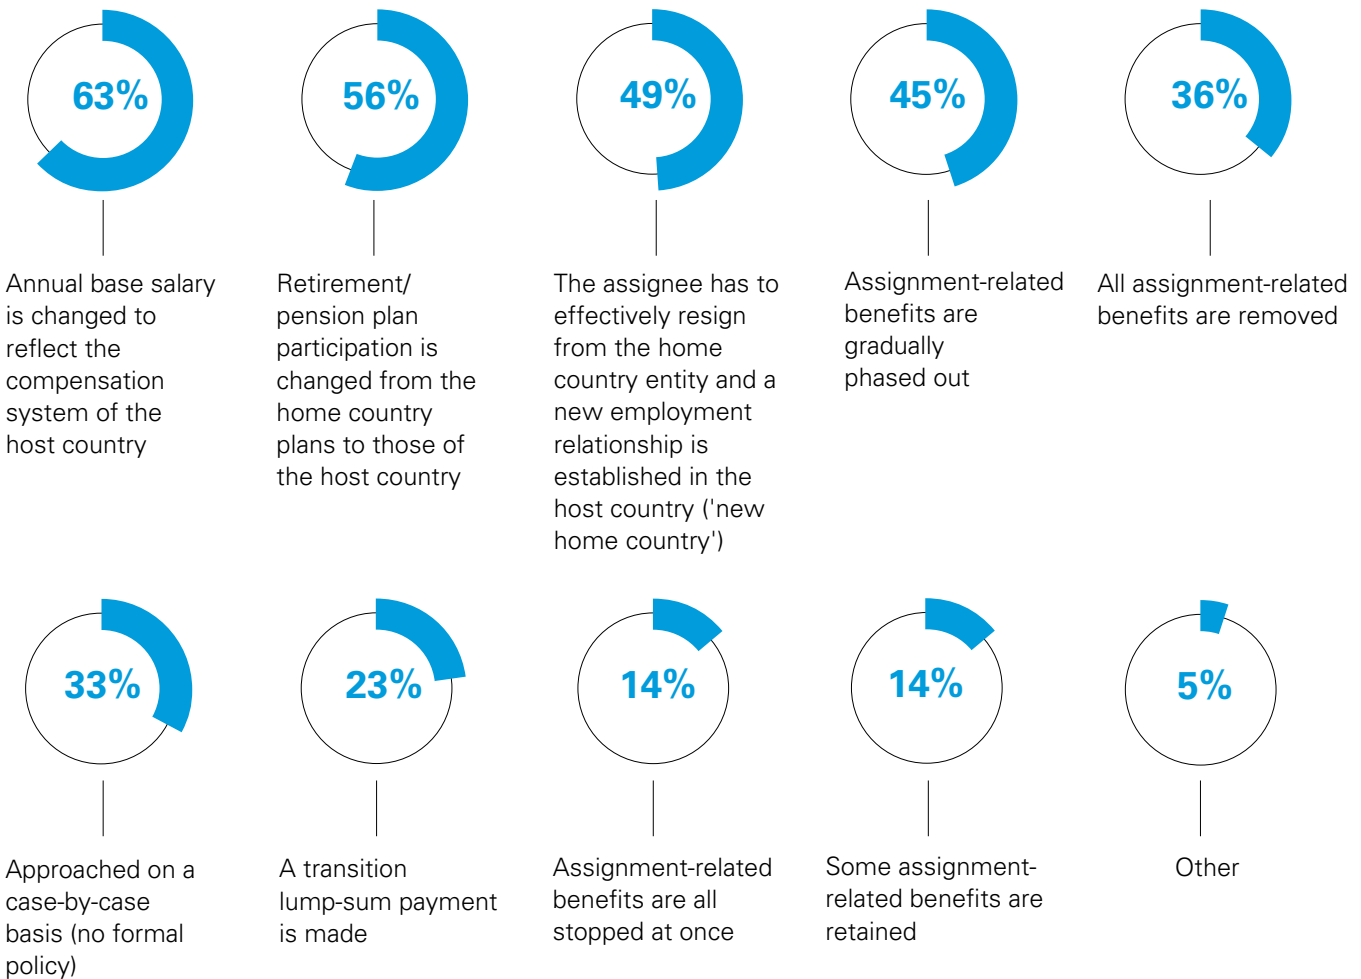 63%
Annual base salary
is changed to
reflect the
compensation
system of the
host country
56%
Retirement/
pension plan
participation is
changed from the
home country
plans to those of
the host country
49%
The assignee has to
effectively resign
from the home
country entity and a
new employment
relationship is
established in the
host country ('new
home country')
45%
Assignment-related
benefits are
gradually
phased out
36%
All assignment-related
benefits are removed
33%
Approached on a
case-by-case
basis (no formal
policy)
23%
A transition
lump-sum payment
is made
14%
Assignment-related
benefits are all
stopped at once
14%
Some assignment-
related benefits are
retained
5%
Other